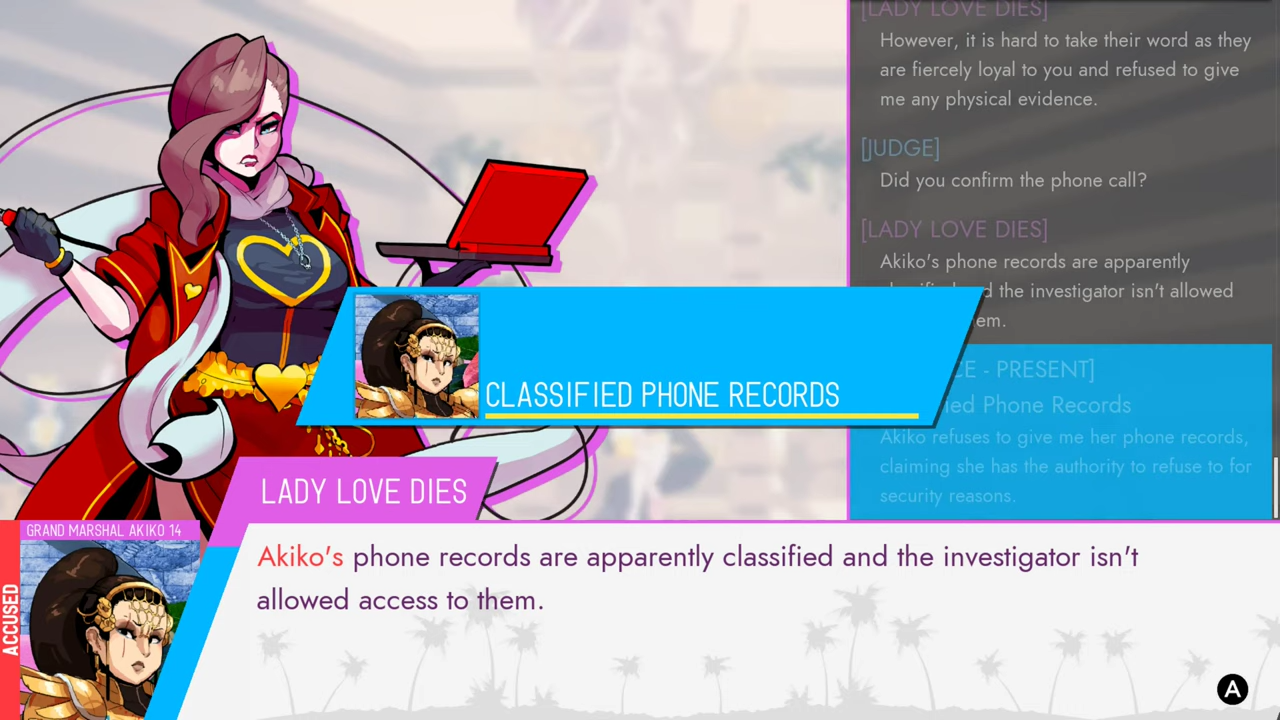 [LADY LOVE DIES]
However, it is hard to take their word as they
are fiercely loyal to you and refused to give
me any physical evidence.
[JUDGE]
Did you confirm the phone call?
[LADY LOVE DIES]
Akiko's phone records are apparently
d the investigator isn't allowed
em.
CE - PRESENT]
ied Phone Records
Akiko refuses to give me her phone records,
claiming she has the authority to refuse to for
security reasons.
CLASSIFIED PHONE RECORDS
LADY LOVE DIES
GRAND MARSHAL AKIKO 14
ACCUSED
Akiko's phone records are apparently classified and the investigator isn't
allowed access to them.
A